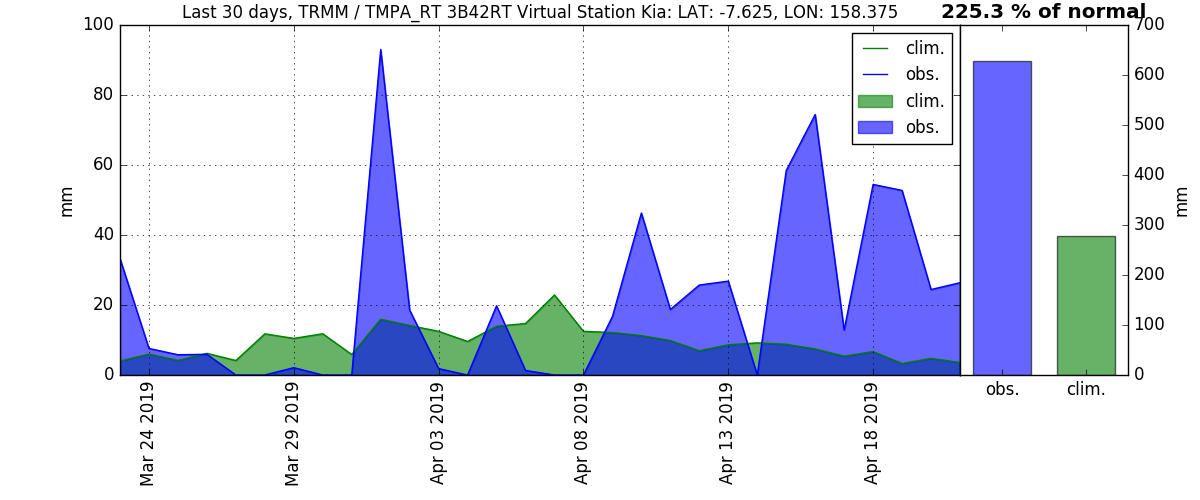 Last 30 days, TRMM / TMPA_RT 3B42RT Virtual Station Kia: LAT: -7.625, LON: 158.375
225.3 % of normal
100
80
60
40
20
0
mm
clim.
obs.
clim.
obs.
700
600
500
400
300
200
100
0
mm
Mar 24 2019
Mar 29 2019
Apr 03 2019
Apr 08 2019
Apr 13 2019
Apr 18 2019
obs.
clim.